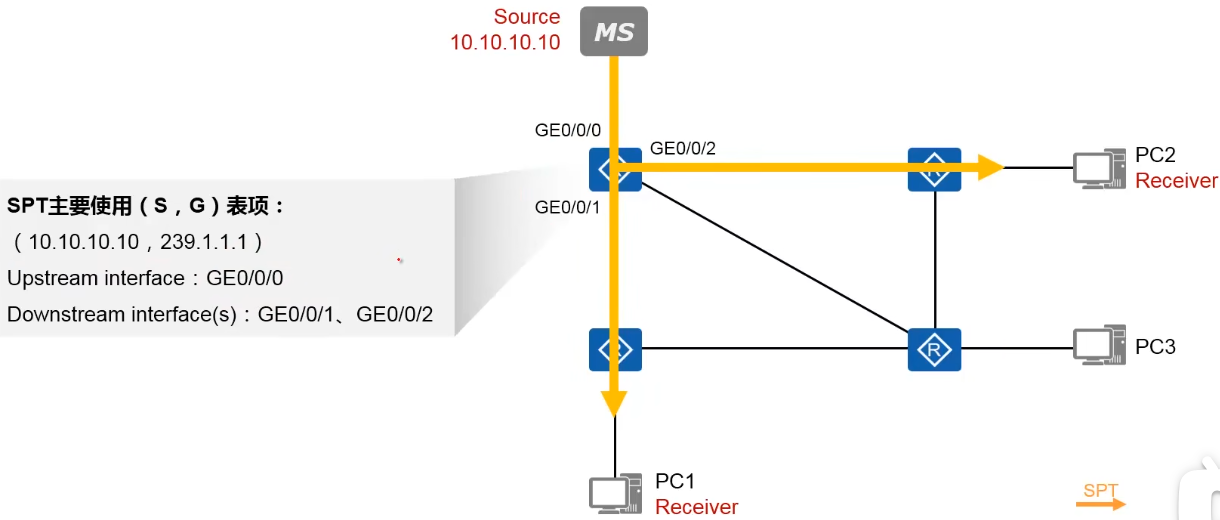 Source
10.10.10.10
MS
GE0/0/0
GE0/0/2
GE0/0/1
PC2
Receiver
SPT主要使用（S，G）表项：
（10.10.10.10，239.1.1.1）
Upstream interface：GE0/0/0
Downstream interface(s)：GE0/0/1、GE0/0/2
R
PC3
PC1
Receiver
SPT